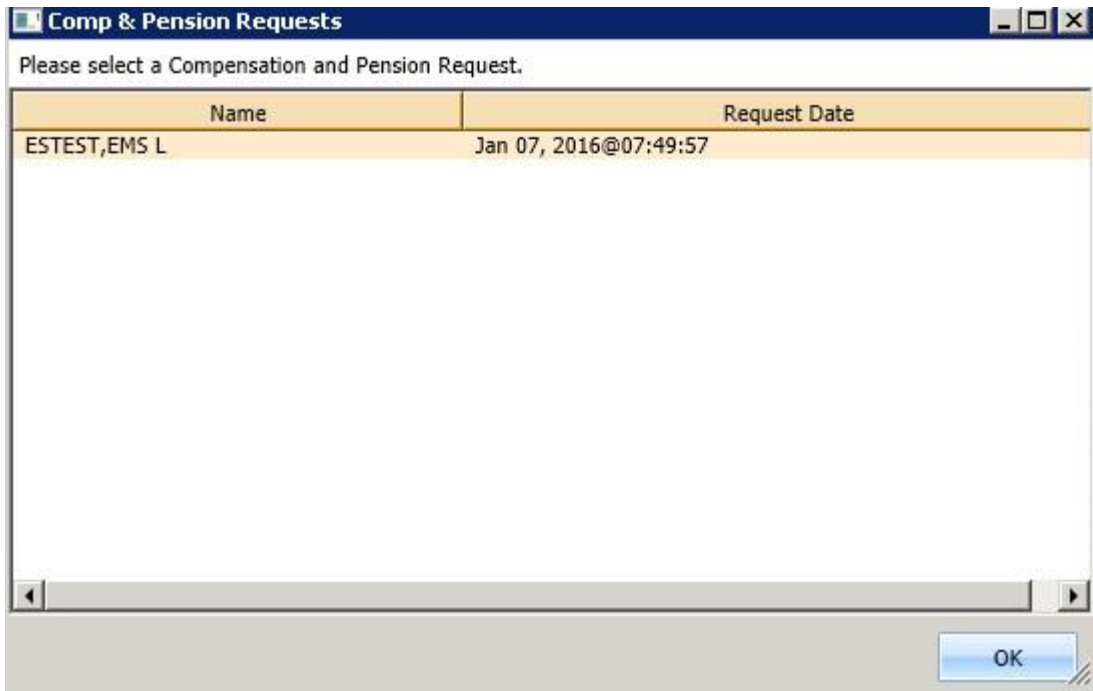 Comp & Pension Requests
Please select a Compensation and Pension Request.
Name Request Date
ESTEST,EMS L Jan 07, 2016@07:49:57
OK